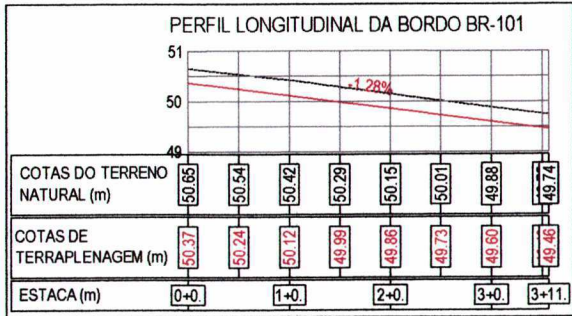 PERFIL LONGITUDINAL DA BORDO BR-101
51
-1.28%
50
49
COTAS DO TERRENO
NATURAL (m)
50.65 50.54 50.42 50.29 50.15 50.01 49.88 49.74
COTAS DE
TERRAPLENAGEM (m)
50.37 50.24 50.12 49.99 49.86 49.73 49.60 49.46
ESTACA (m)
0+0. 1+0. 2+0. 3+0. 3+11.